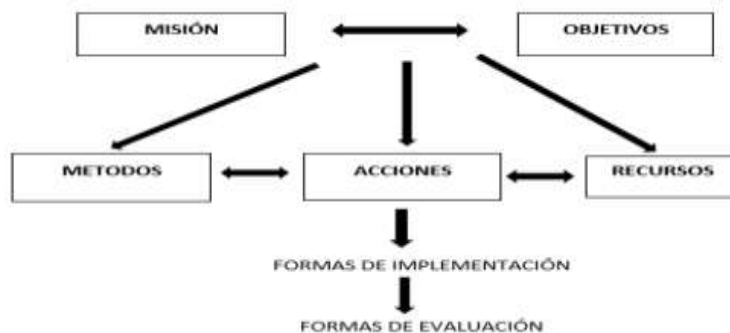 MISIÓN
OBJETIVOS
METODOS
ACCIONES
RECURSOS
FORMAS DE IMPLEMENTACIÓN
FORMAS DE EVALUACIÓN